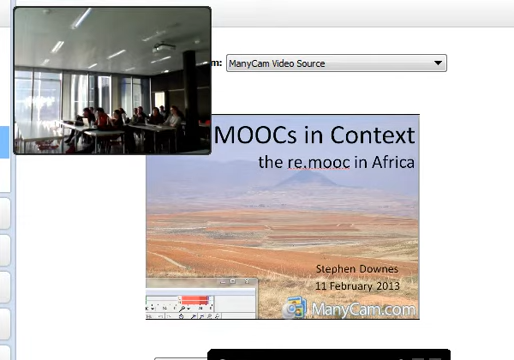 m:
ManyCam Video Source
MOOCs in Context
the re.mooc in Africa
Stephen Downes
11 February 2013
ManyCam.com